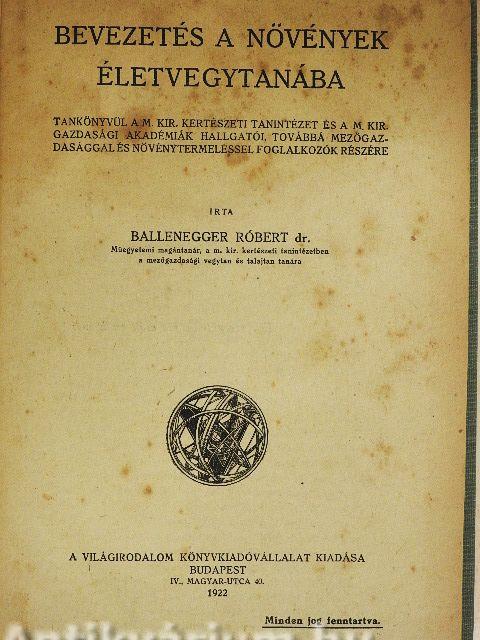 BEVEZETÉS A NÖVÉNYEK
ÉLETVEGYTANÁBA
TANKÖNYVÜL A M. KIR. KERTÉSZETI TANINTÉZET ÉS A M. KIR.
GAZDASÁGI AKADÉMIÁK HALLGATÓI, TOVÁBBÁ MEZŐGAZ-
DASÁGGAL ÉS NÖVÉNYTERMELÉSSEL FOGLALKOZÓK RÉSZÉRE
ÍRTA
BALLENEGGER RÓBERT dr.
Műegyetemi magántanár, a m. kir. kertészeti tanintézetben
a mezőgazdasági vegytan és talajtan tanára
A VILÁGIRODALOM KÖNYVKIADÓVÁLLALAT KIADÁSA
BUDAPEST
IV., MAGYAR-UTCA 40.
1922
Minden jog fenntartva.